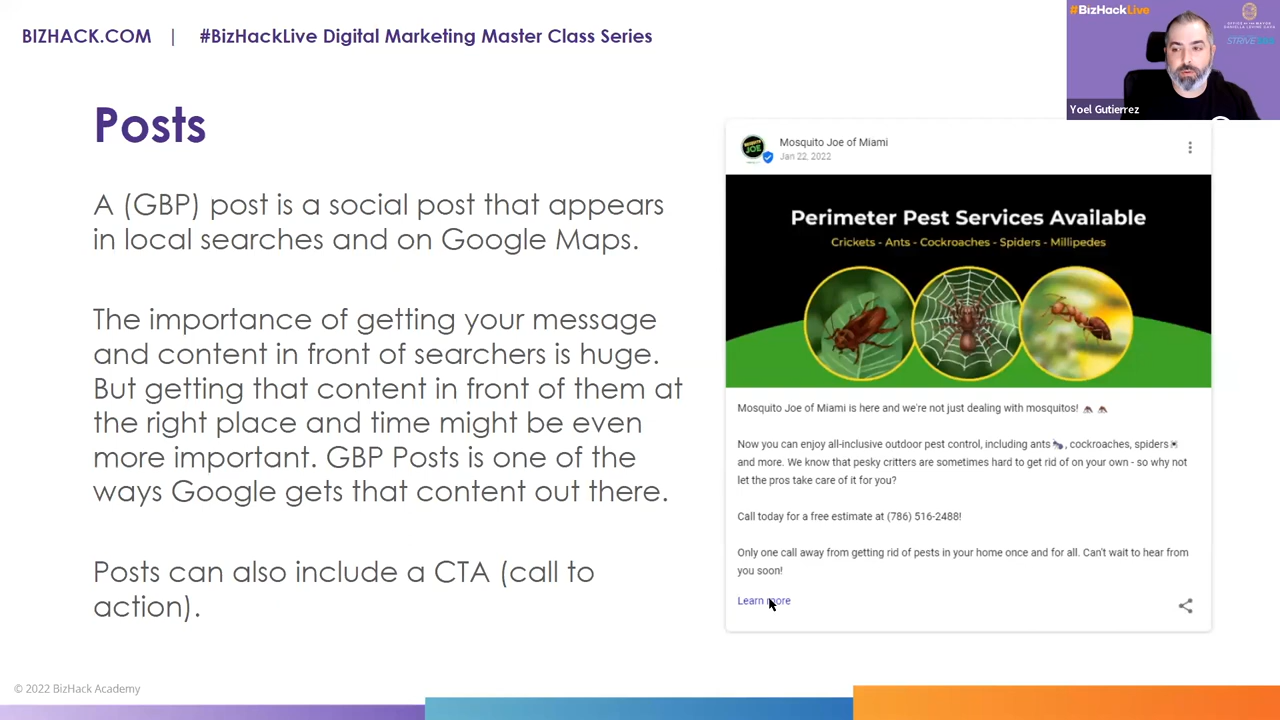 BIZHACK.COM | #BizHackLive Digital Marketing Master Class Series
#BizHackLive
OFFICE OF THE MAYOR
DANIELLA LEVINE CAVA
Yoel Gutierrez
Posts
A (GBP) post is a social post that appears
in local searches and on Google Maps.
The importance of getting your message
and content in front of searchers is huge.
But getting that content in front of them at
the right place and time might be even
more important. GBP Posts is one of the
ways Google gets that content out there.
Posts can also include a CTA (call to
action).
MOSQUITO
JOE
Mosquito Joe of Miami
Jan 22, 2022
Perimeter Pest Services Available
Crickets - Ants - Cockroaches - Spiders - Millipedes
Mosquito Joe of Miami is here and we're not just dealing with mosquitos!
Now you can enjoy all-inclusive outdoor pest control, including ants, cockroaches, spiders
and more. We know that pesky critters are sometimes hard to get rid of on your own - so why not
let the pros take care of it for you?
Call today for a free estimate at (786) 516-2488!
Only one call away from getting rid of pests in your home once and for all. Can't wait to hear from
you soon!
Learn more
© 2022 BizHack Academy